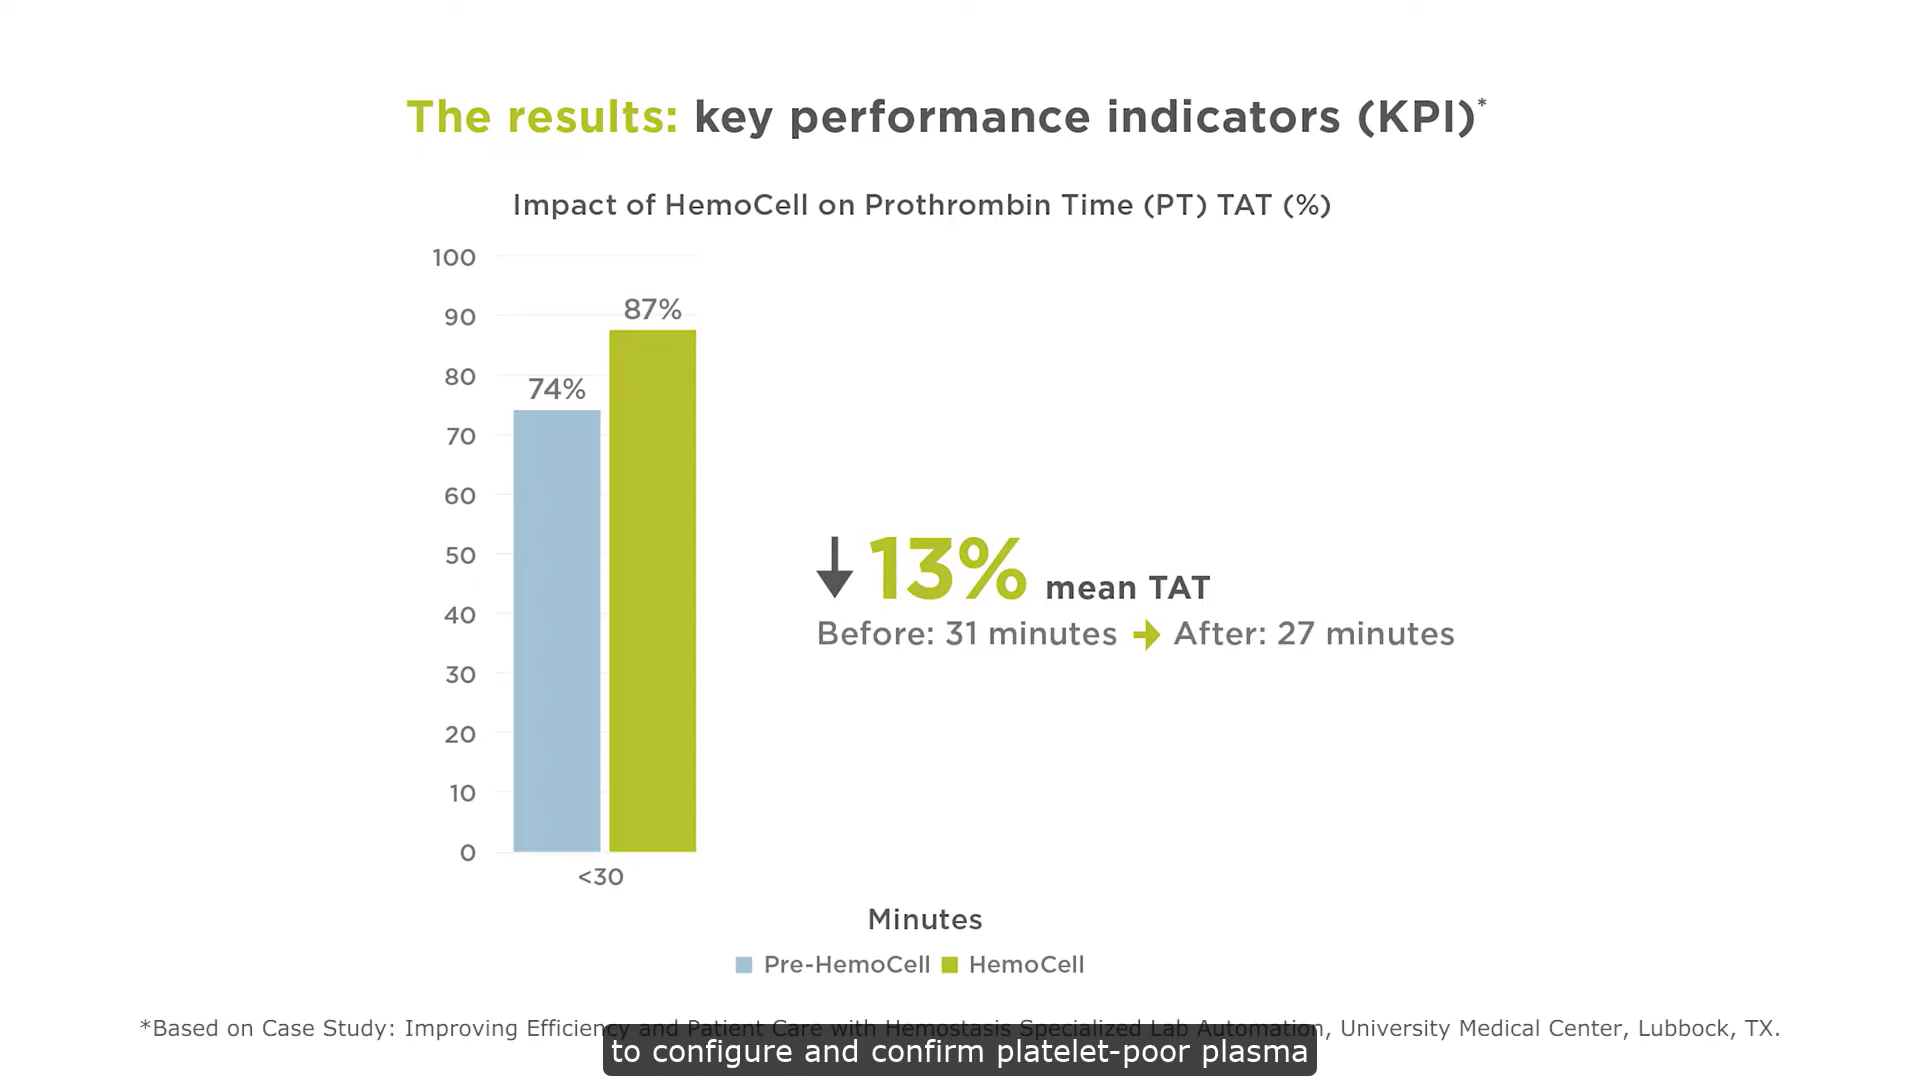 The results: key performance indicators (KPI)*
Impact of HemoCell on Prothrombin Time (PT) TAT (%)
100
90
80
70
60
50
40
30
20
10
0
74%
87%
<30
13% mean TAT
Before: 31 minutes After: 27 minutes
Minutes
Pre-HemoCell HemoCell
*Based on Case Study: Improving Efficiency and Patient Care with Hemostasis Specialized Lab Automation, University Medical Center, Lubbock, TX.
to configure and confirm platelet-poor plasma